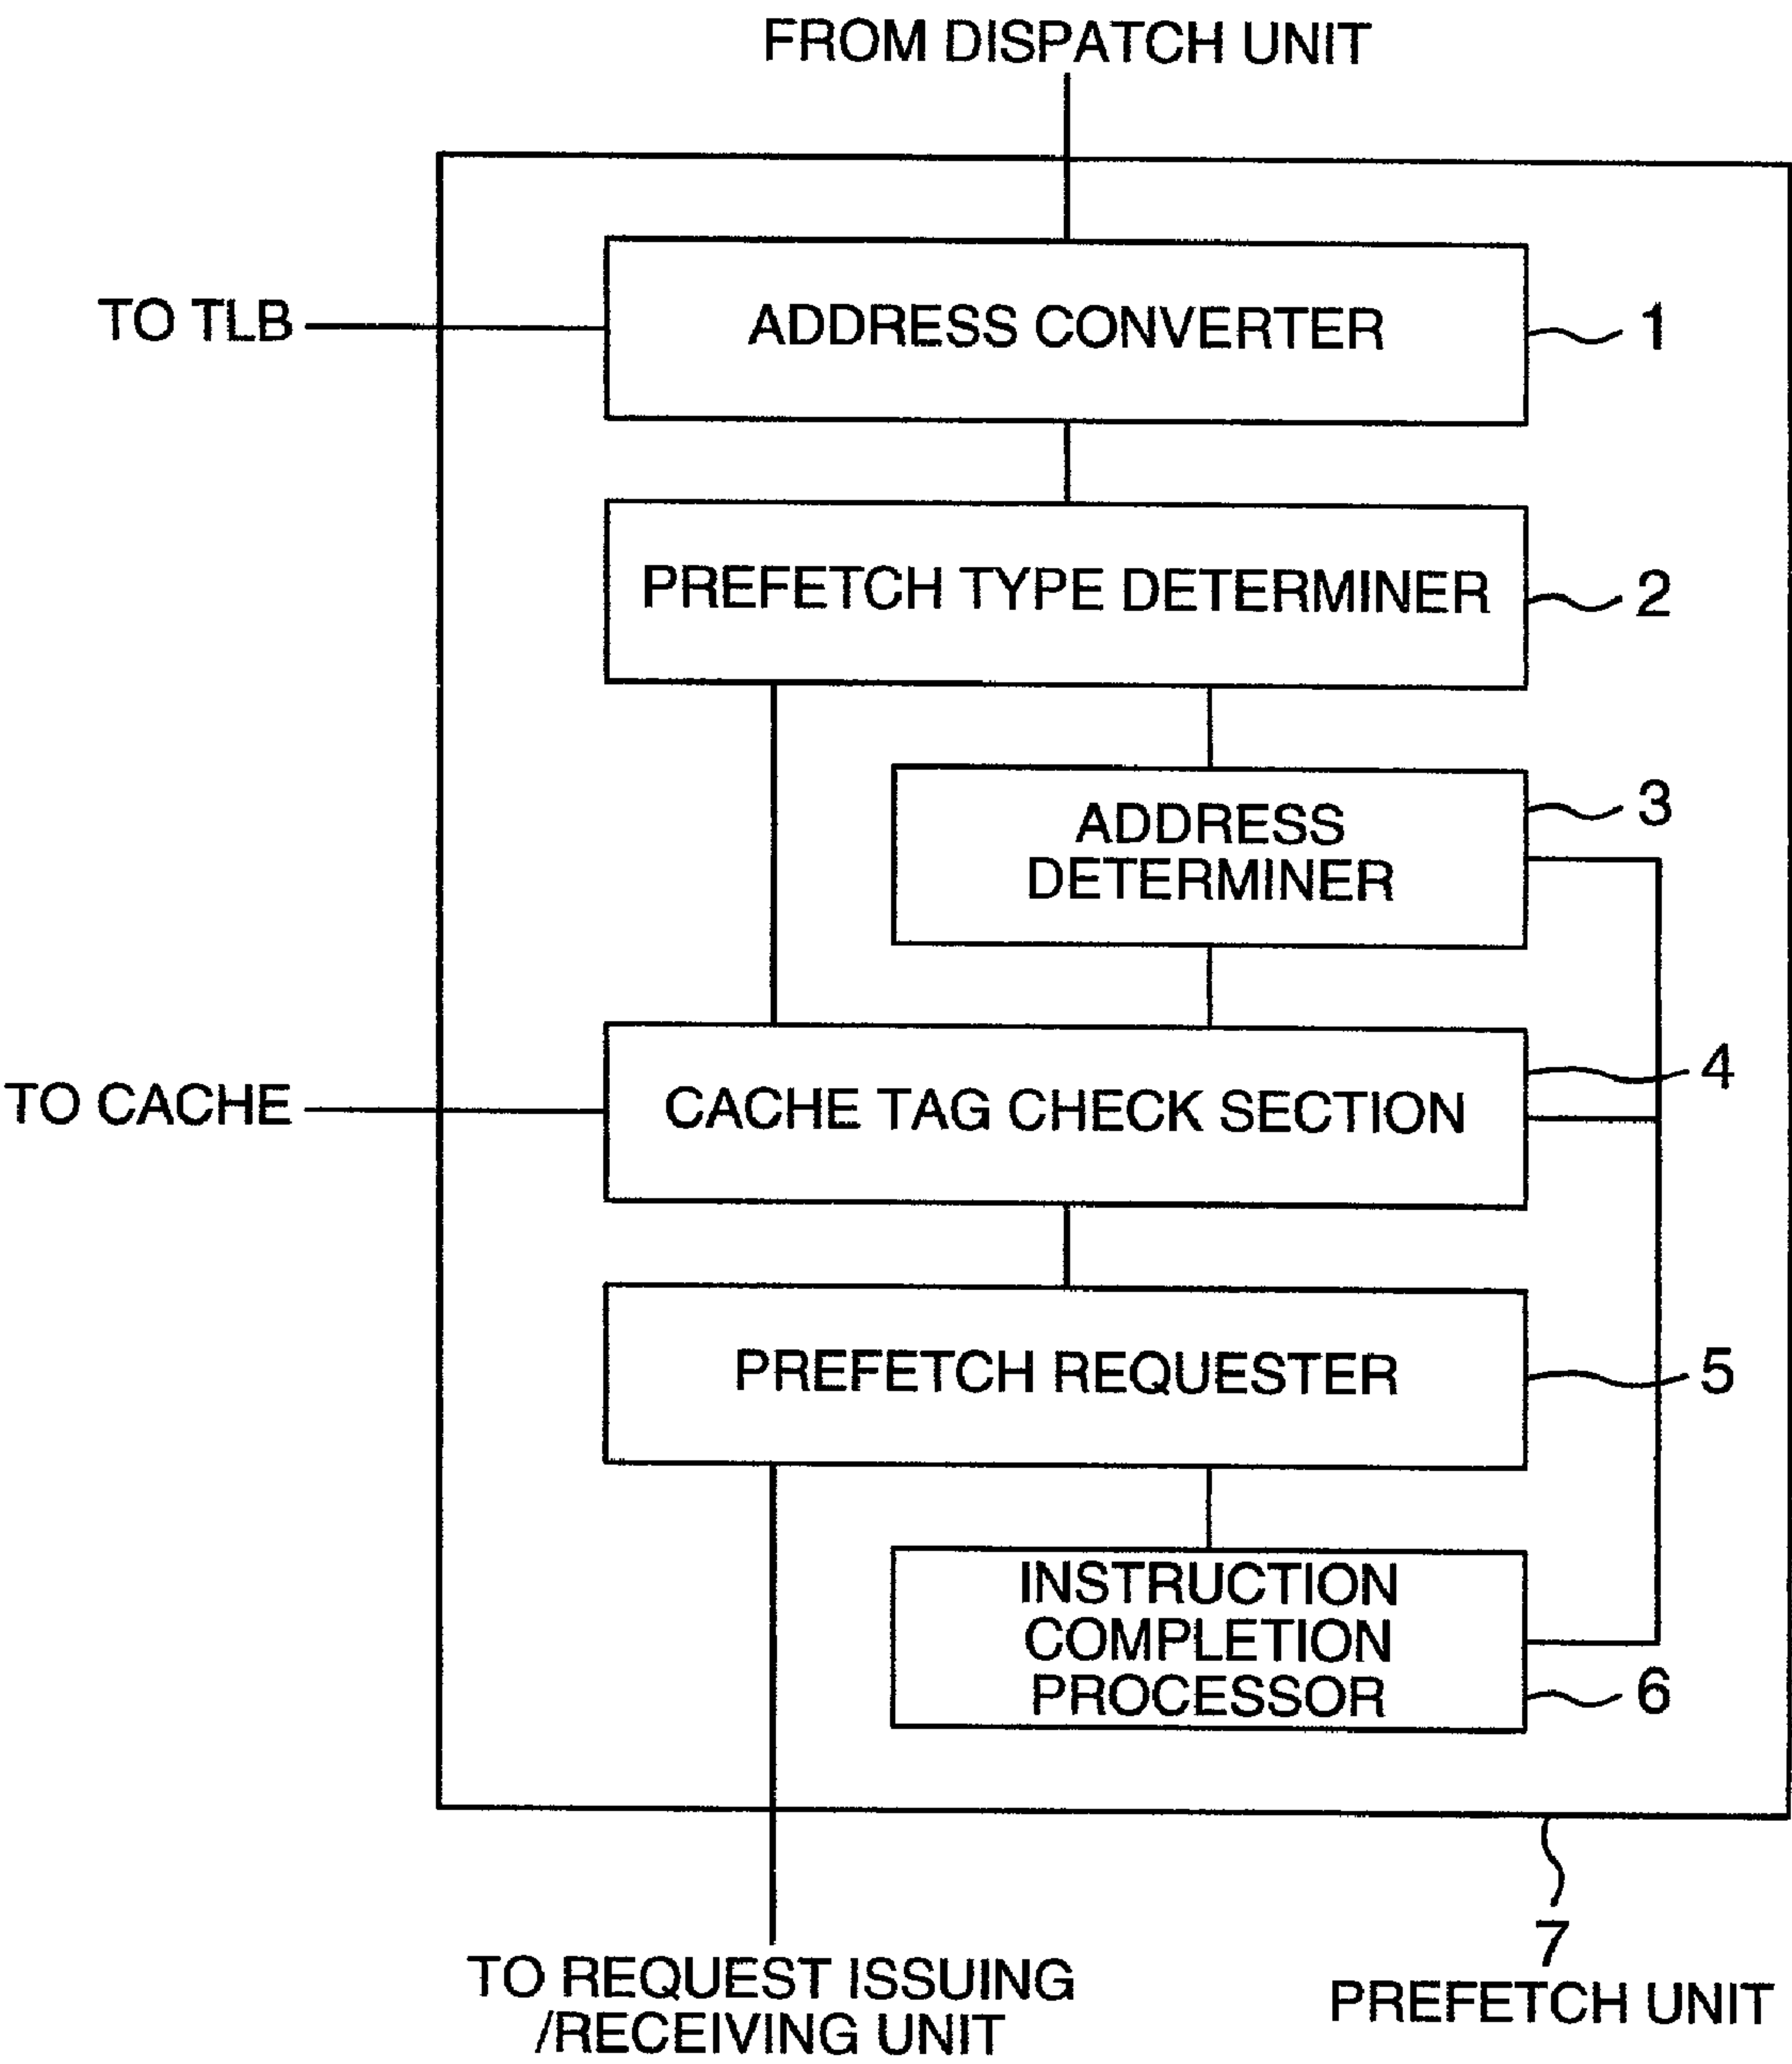 FROM DISPATCH UNIT
TO TLB
ADDRESS CONVERTER
1
PREFETCH TYPE DETERMINER
2
ADDRESS
DETERMINER
3
TO CACHE
CACHE TAG CHECK SECTION
4
PREFETCH REQUESTER
5
INSTRUCTION
COMPLETION
PROCESSOR
6
TO REQUEST ISSUING
/RECEIVING UNIT
7
PREFETCH UNIT